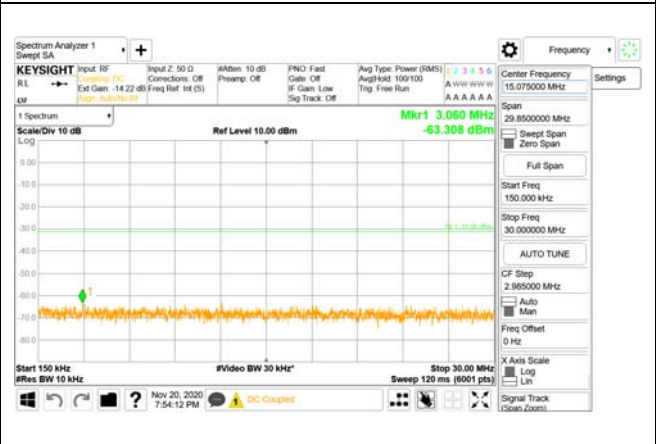 Spectrum Analyzer 1
Swept SA
Frequency
KEYSIGHT
RL
Input: RF
Coupling: DC
Ext Gain: -14.22 dB
Align: Auto/No RF
Input Z: 50 Ω
Corrections: Off
Freq Ref: Int (S)
#Atten: 10 dB
Preamp: Off
PNO: Fast
Gate: Off
IF Gain: Low
Sig Track: Off
Avg Type: Power (RMS)
Avg|Hold: 100/100
Trig: Free Run
1 2 3 4 5 6
A W W W W W
A A A A A A
Center Frequency
15.075000 MHz
Settings
1 Spectrum
Scale/Div 10 dB
Ref Level 10.00 dBm
Mkr1 3.060 MHz
-63.308 dBm
Span
29.8500000 MHz
Swept Span
Zero Span
Full Span
Start Freq
150.000 kHz
Stop Freq
30.000000 MHz
AUTO TUNE
CF Step
2.985000 MHz
Auto
Man
Freq Offset
0 Hz
X Axis Scale
Log
Lin
Signal Track
(Span Zoom)
Log
0.00
-10.0
-20.0
-30.0
-40.0
-50.0
-60.0
-70.0
-80.0
1
Start 150 kHz
#Res BW 10 kHz
#Video BW 30 kHz*
Stop 30.00 MHz
Sweep 120 ms (6001 pts)
Nov 20, 2020
7:54:12 PM
DC Coupled